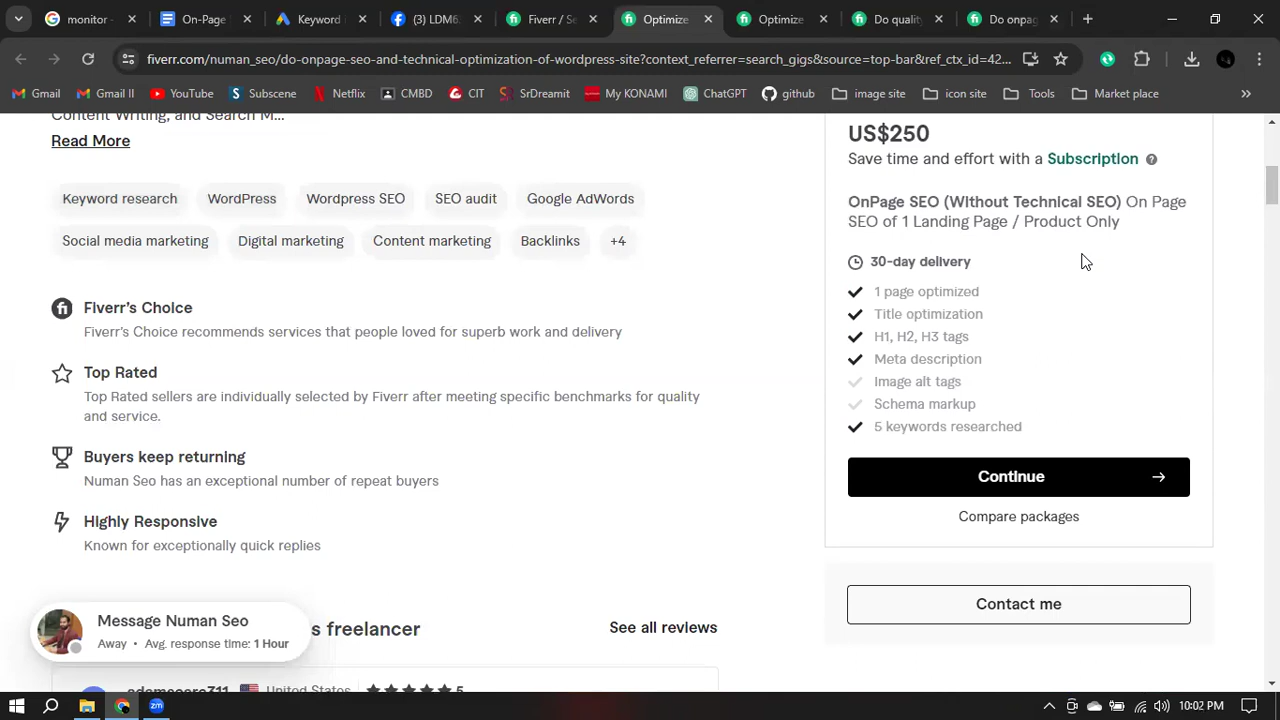 monitor -
On-Page
Keyword
(3) LDM6.
Fiverr / Se
Optimize
Optimize
Do quality
Do onpag
fiverr.com/numan_seo/do-onpage-seo-and-technical-optimization-of-wordpress-site?context_referrer=search_gigs&source=top-bar&ref_ctx_id=42...
Gmail
Gmail II
YouTube
Subscene
Netflix
CMBD
CIT
SrDreamit
My KONAMI
ChatGPT
github
image site
icon site
Tools
Market place
Content Writing, and Search M...
Read More
Keyword research
WordPress
Wordpress SEO
SEO audit
Google AdWords
Social media marketing
Digital marketing
Content marketing
Backlinks
+4
Fiverr's Choice
Fiverr's Choice recommends services that people loved for superb work and delivery
Top Rated
Top Rated sellers are individually selected by Fiverr after meeting specific benchmarks for quality
and service.
Buyers keep returning
Numan Seo has an exceptional number of repeat buyers
Highly Responsive
Known for exceptionally quick replies
s freelancer
See all reviews
Message Numan Seo
Away • Avg. response time: 1 Hour
United States
5
US$250
Save time and effort with a Subscription
OnPage SEO (WIthout Technical SEO) On Page
SEO of 1 Landing Page / Product Only
30-day delivery
1 page optimized
Title optimization
H1, H2, H3 tags
Meta description
Image alt tags
Schema markup
5 keywords researched
Continue
Compare packages
Contact me
10:02 PM